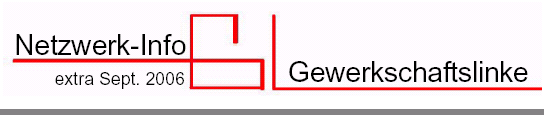 Netzwerk-Info
extra Sept. 2006
Gewerkschaftslinke